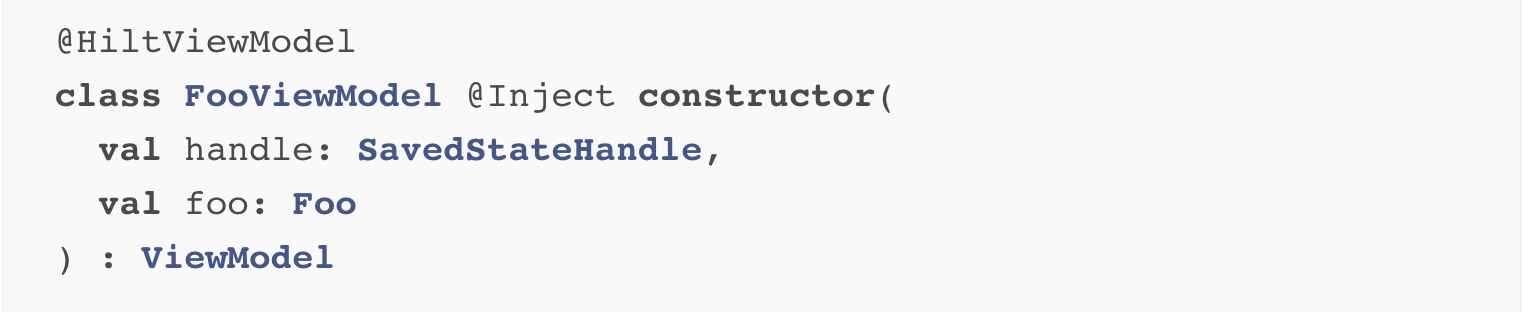 @HiltViewModel
class FooViewModel @Inject constructor(
  val handle: SavedStateHandle,
  val foo: Foo
) : ViewModel